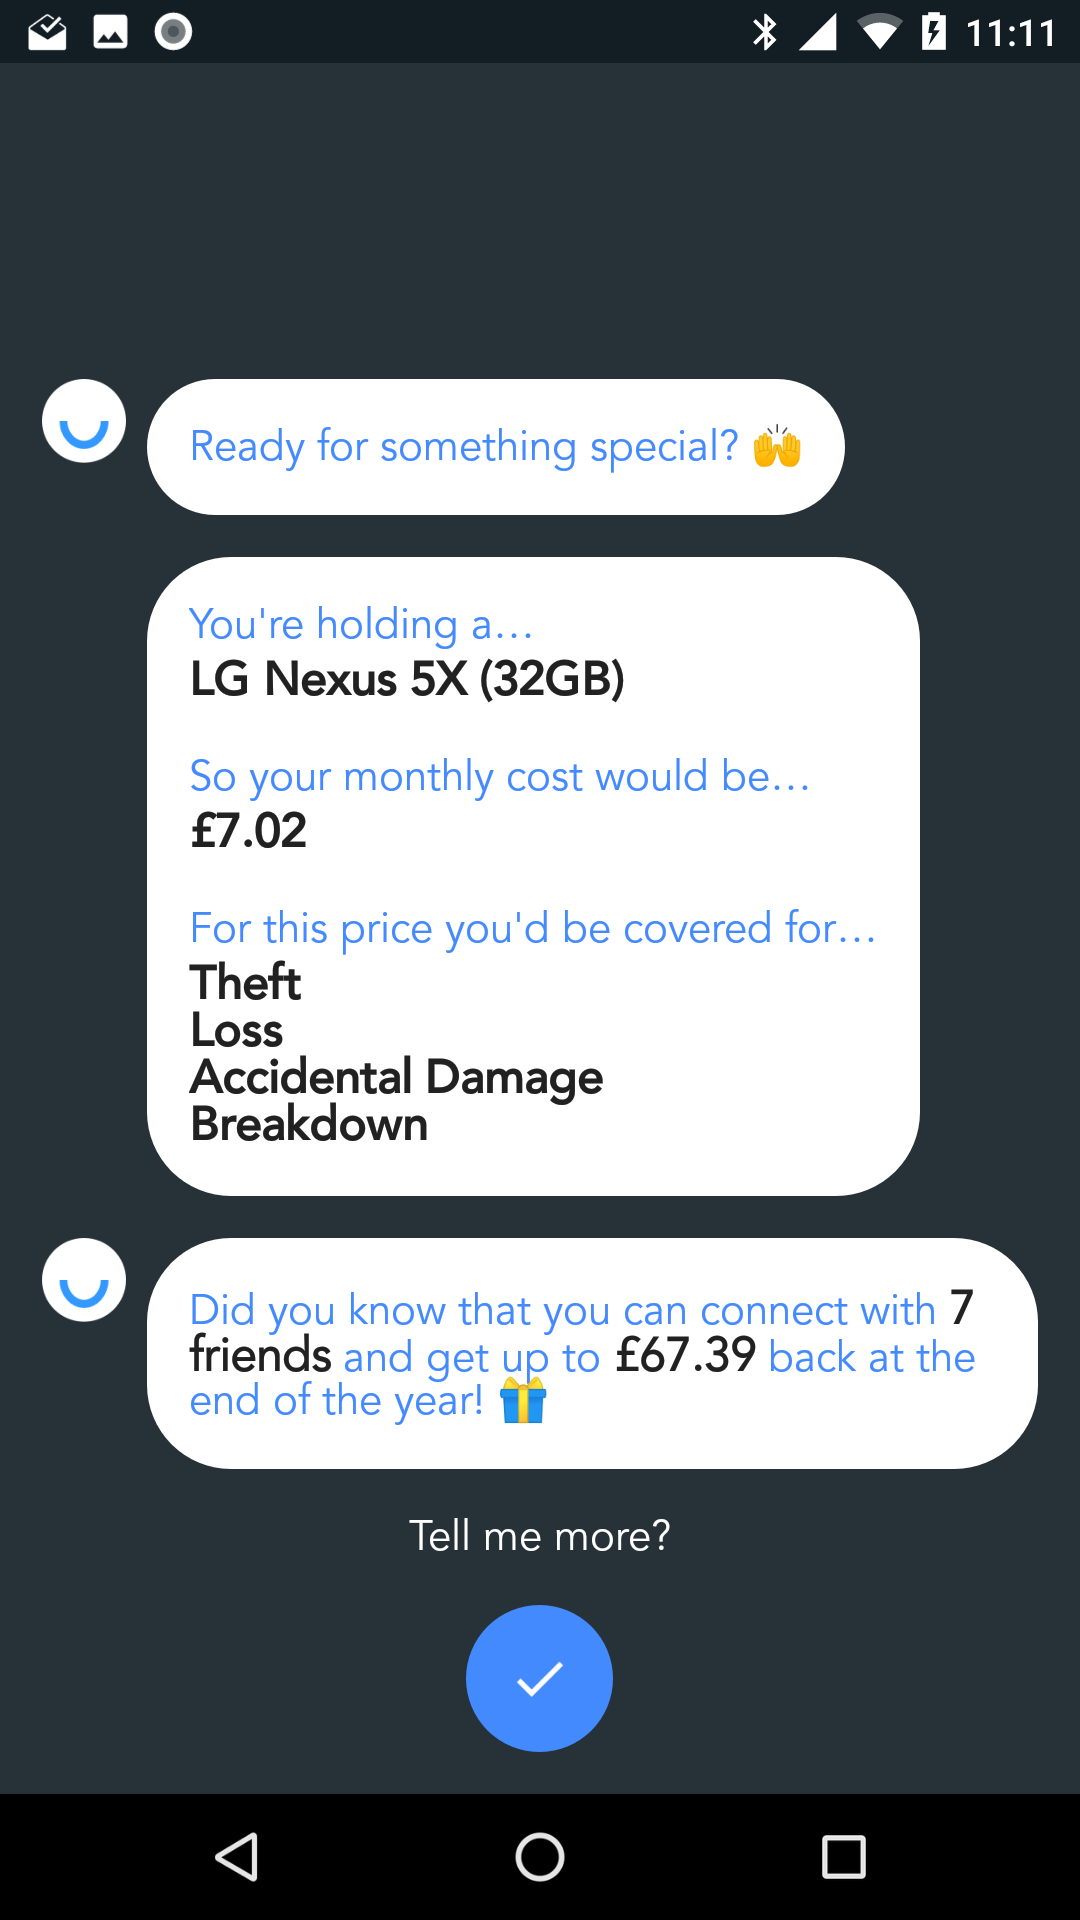 11:11
Ready for something special? 🙌
You're holding a...
LG Nexus 5X (32GB)
So your monthly cost would be...
£7.02
For this price you'd be covered for...
Theft
Loss
Accidental Damage
Breakdown
Did you know that you can connect with 7
friends and get up to £67.39 back at the
end of the year! 🎁
Tell me more?